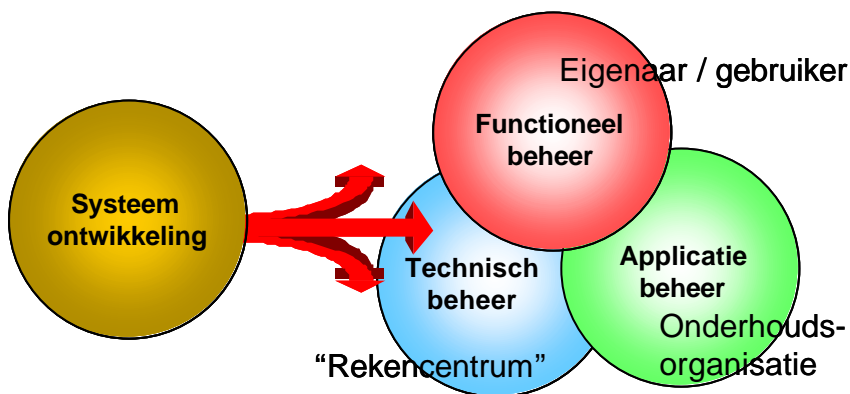 Eigenaar / gebruiker
Functioneel
beheer
Systeem
ontwikkeling
Technisch
beheer
Applicatie
beheer
Onderhouds-
organisatie
“Rekencentrum”